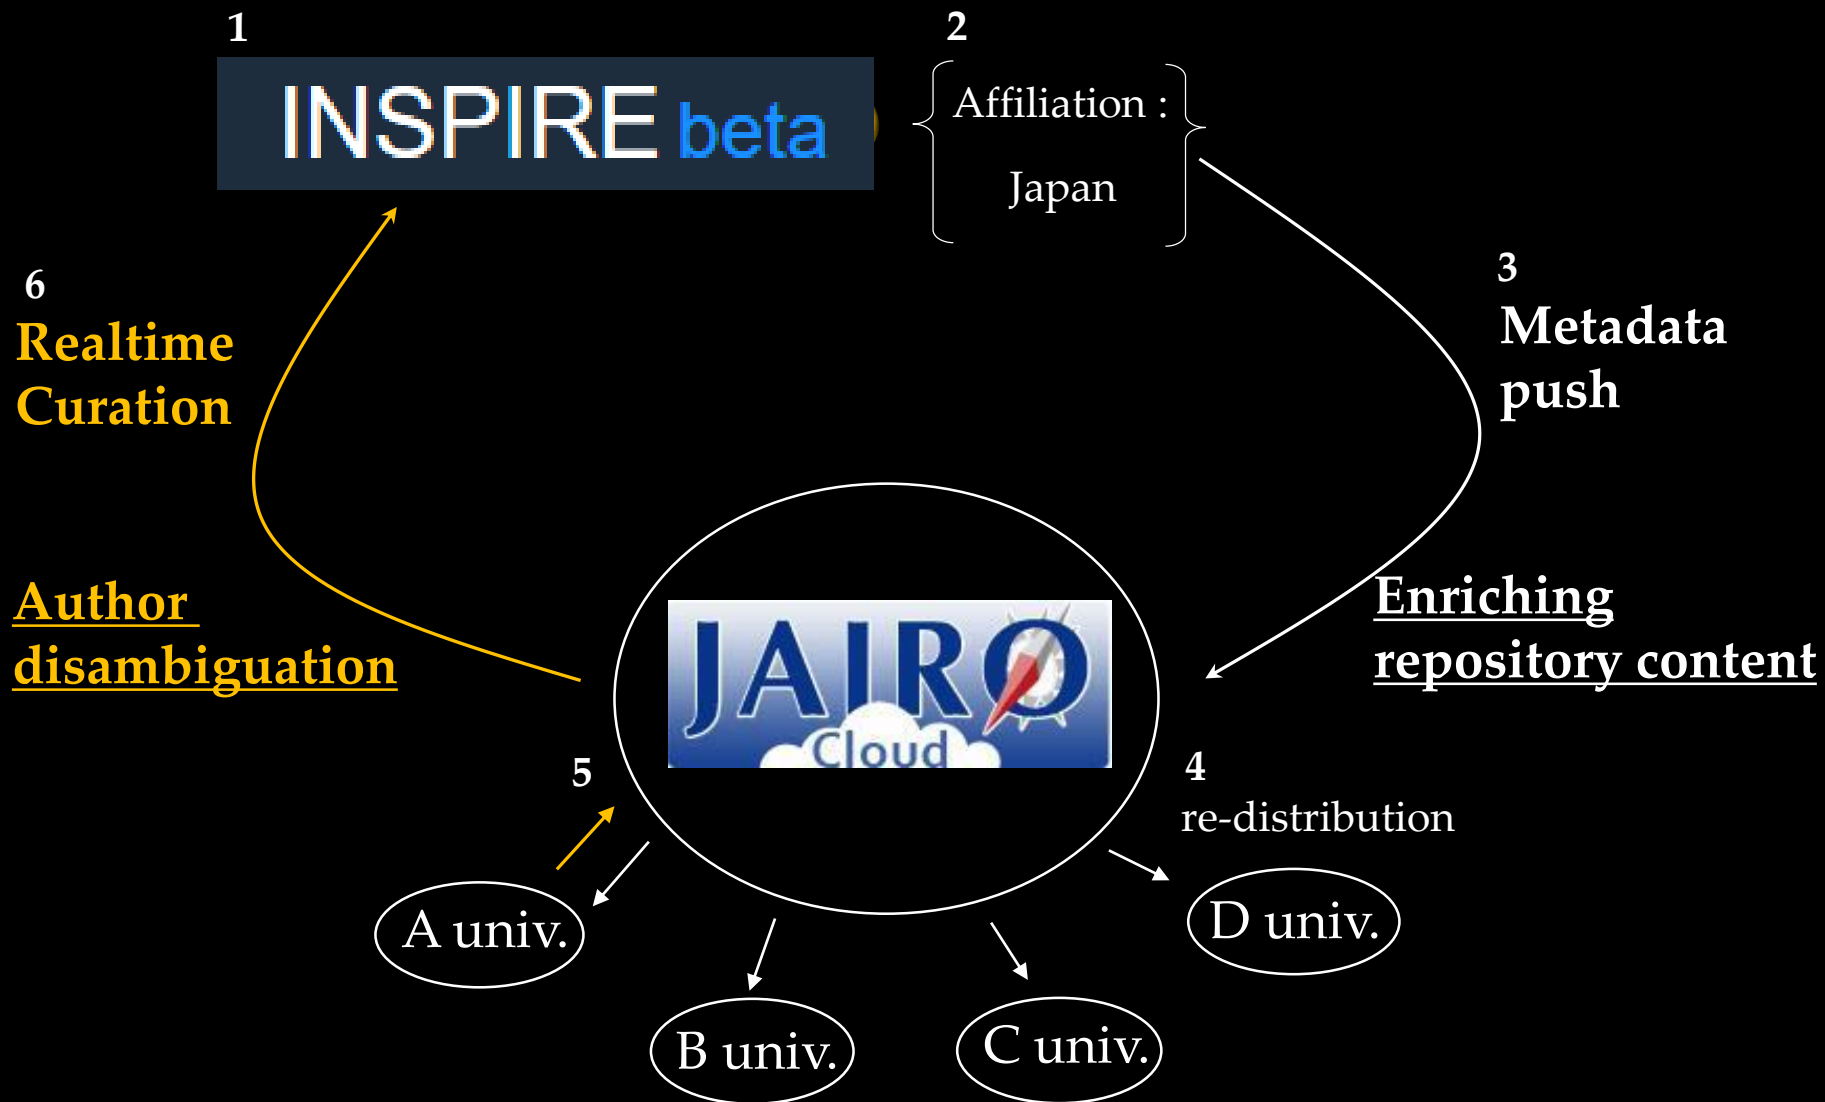 1
INSPIRE beta
2
Affiliation :
Japan
3
Metadata
push
6
Realtime
Curation
Author
disambiguation
Enriching
repository content
JAIRO
Cloud
4
re-distribution
5
A univ.
B univ.
C univ.
D univ.